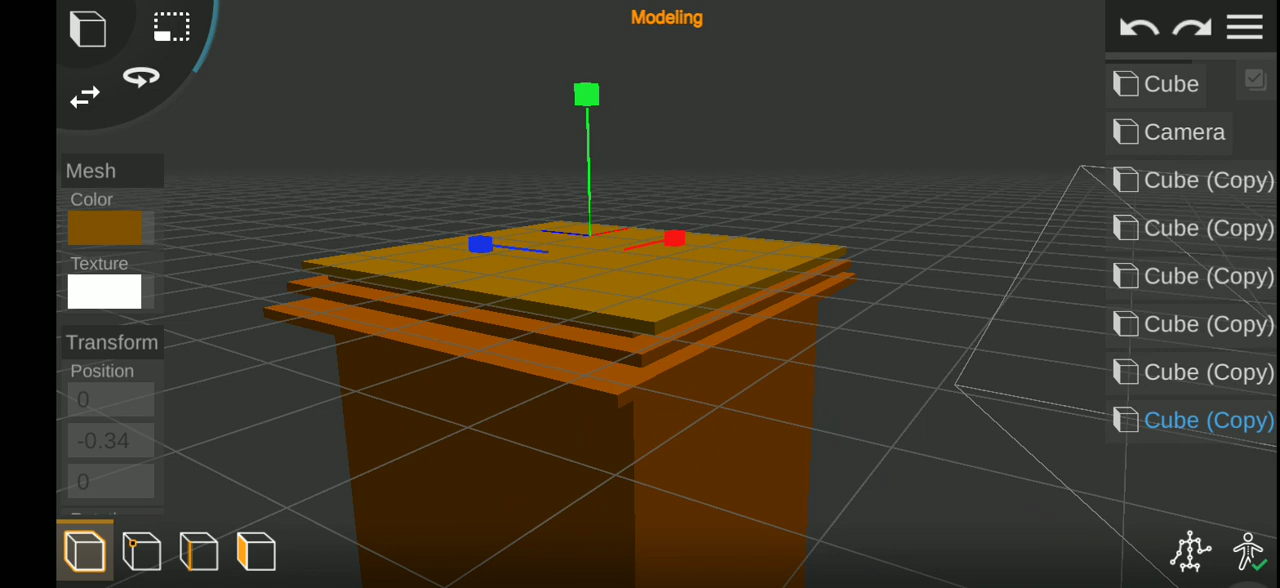 Modeling
Mesh
Color
Texture
Transform
Position
0
-0.34
0
Cube
Camera
Cube (Copy)
Cube (Copy)
Cube (Copy)
Cube (Copy)
Cube (Copy)
Cube (Copy)